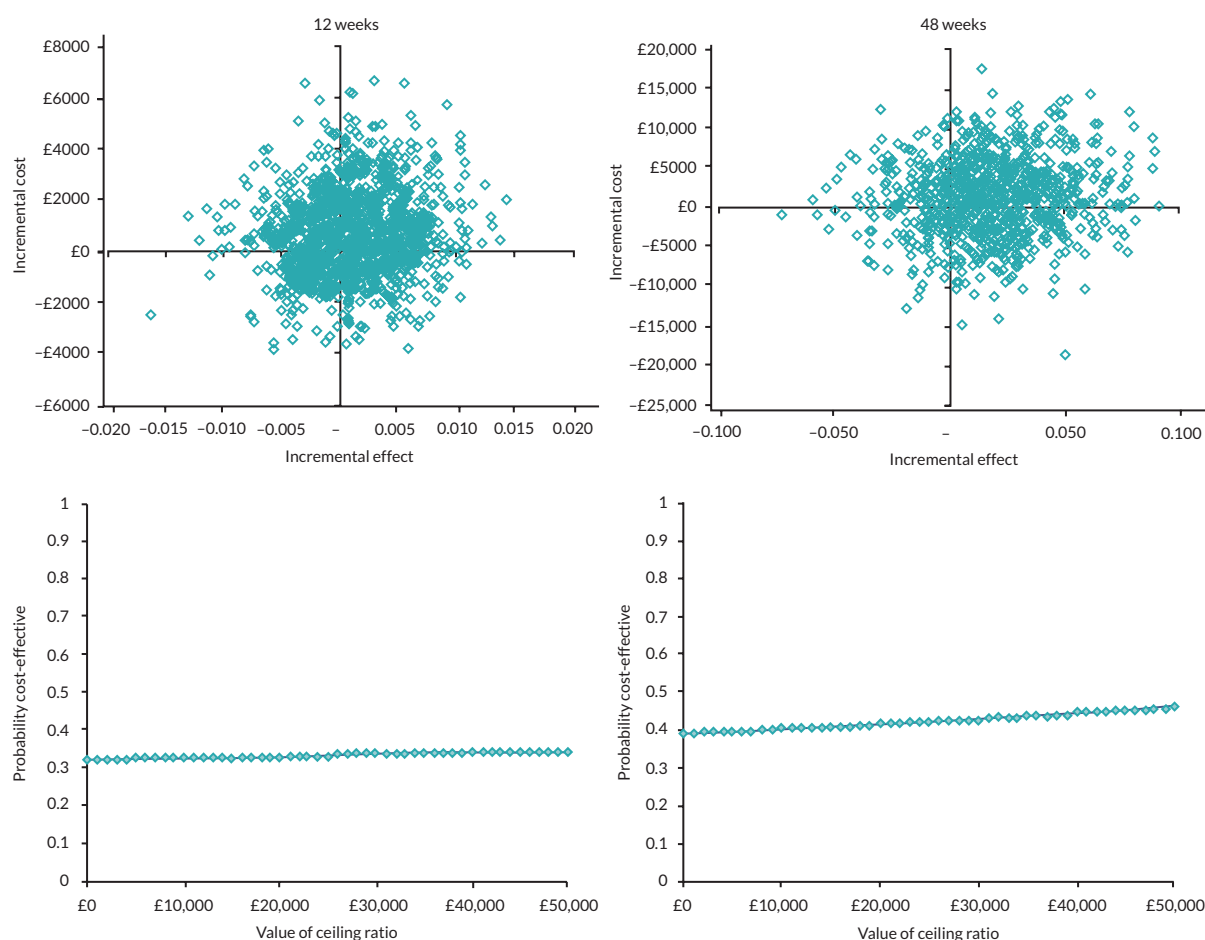 12 weeks
£8000
£6000
£4000
£2000
£0
–£2000
–£4000
–£6000
Incremental cost
–0.020 –0.015 –0.010 –0.005 – 0.005 0.010 0.015 0.020
Incremental effect
48 weeks
£20,000
£15,000
£10,000
£5000
£0
–£5000
–£10,000
–£15,000
–£20,000
–£25,000
Incremental cost
–0.100 –0.050 – 0.050 0.100
Incremental effect
1
0.9
0.8
0.7
0.6
0.5
0.4
0.3
0.2
0.1
0
Probability cost-effective
£0 £10,000 £20,000 £30,000 £40,000 £50,000
Value of ceiling ratio
1
0.9
0.8
0.7
0.6
0.5
0.4
0.3
0.2
0.1
0
Probability cost-effective
£0 £10,000 £20,000 £30,000 £40,000 £50,000
Value of ceiling ratio